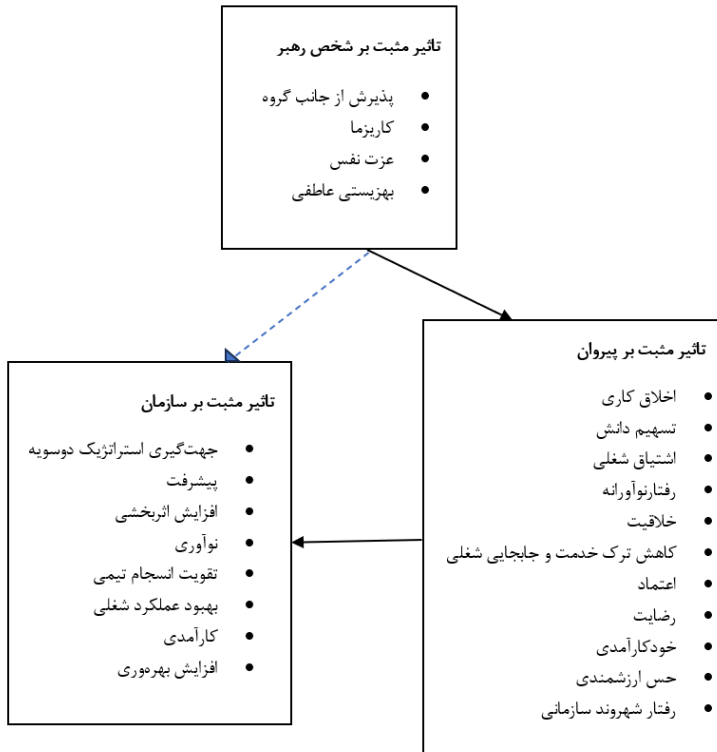 تاثیر مثبت بر شخص رهبر
• پذیرش از جانب گروه
• کاریزما
• عزت نفس
• بهزیستی عاطفی
تاثیر مثبت بر پیروان
• اخلاق کاری
• تسهیم دانش
• اشتیاق شغلی
• رفتارنوآورانه
• خلاقیت
• کاهش ترک خدمت و جابجایی شغلی
• اعتماد
• رضایت
• خودکارآمدی
• حس ارزشمندی
• رفتار شهروند سازمانی
تاثیر مثبت بر سازمان
• جهت‌گیری استراتژیک دوسویه
• پیشرفت
• افزایش اثربخشی
• نوآوری
• تقویت انسجام تیمی
• بهبود عملکرد شغلی
• کارآمدی
• افزایش بهره‌وری